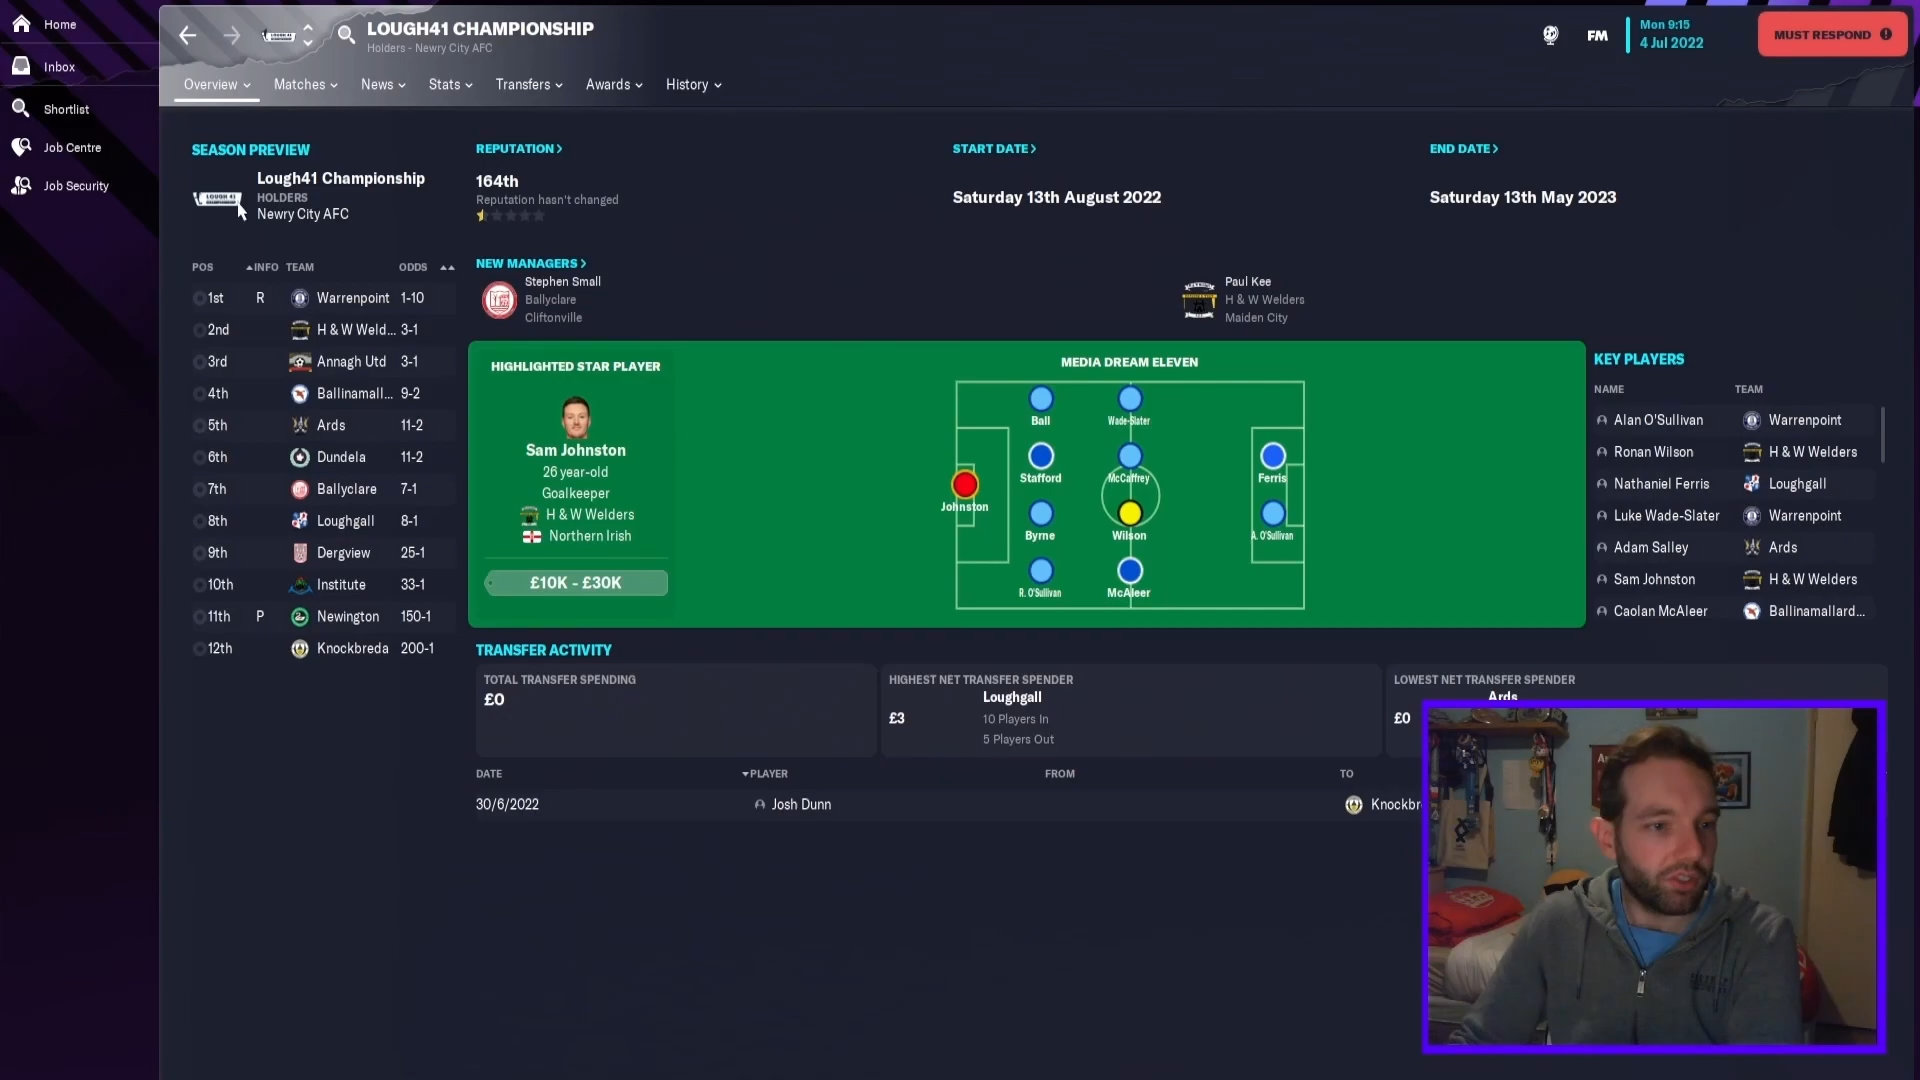 Home
Inbox
Shortlist
Job Centre
Job Security
LOUGH41 CHAMPIONSHIP
Holders - Newry City AFC
FM
Mon 9:15
4 Jul 2022
MUST RESPOND
Overview
Matches
News
Stats
Transfers
Awards
History
SEASON PREVIEW
Lough41 Championship
HOLDERS
Newry City AFC
REPUTATION
164th
Reputation hasn't changed
START DATE
Saturday 13th August 2022
END DATE
Saturday 13th May 2023
POS INFO TEAM ODDS
1st R Warrenpoint 1-10
2nd H & W Weld... 3-1
3rd Annagh Utd 3-1
4th Ballinamall... 9-2
5th Ards 11-2
6th Dundela 11-2
7th Ballyclare 7-1
8th Loughgall 8-1
9th Dergview 25-1
10th Institute 33-1
11th P Newington 150-1
12th Knockbreda 200-1
NEW MANAGERS
Stephen Small
Ballyclare
Cliftonville
Paul Kee
H & W Welders
Maiden City
HIGHLIGHTED STAR PLAYER
Sam Johnston
26 year-old
Goalkeeper
H & W Welders
Northern Irish
£10K - £30K
MEDIA DREAM ELEVEN
Ball
Wade-Slater
Stafford
McCaffrey
Ferris
Johnston
Byrne
Wilson
A. O'Sullivan
R. O'Sullivan
McAleer
KEY PLAYERS
NAME TEAM
Alan O'Sullivan Warrenpoint
Ronan Wilson H & W Welders
Nathaniel Ferris Loughgall
Luke Wade-Slater Warrenpoint
Adam Salley Ards
Sam Johnston H & W Welders
Caolan McAleer Ballinamallard...
TRANSFER ACTIVITY
TOTAL TRANSFER SPENDING
£0
HIGHEST NET TRANSFER SPENDER
Loughgall
£3
10 Players In
5 Players Out
LOWEST NET TRANSFER SPENDER
Ards
£0
DATE PLAYER FROM TO
30/6/2022 Josh Dunn Knockbr